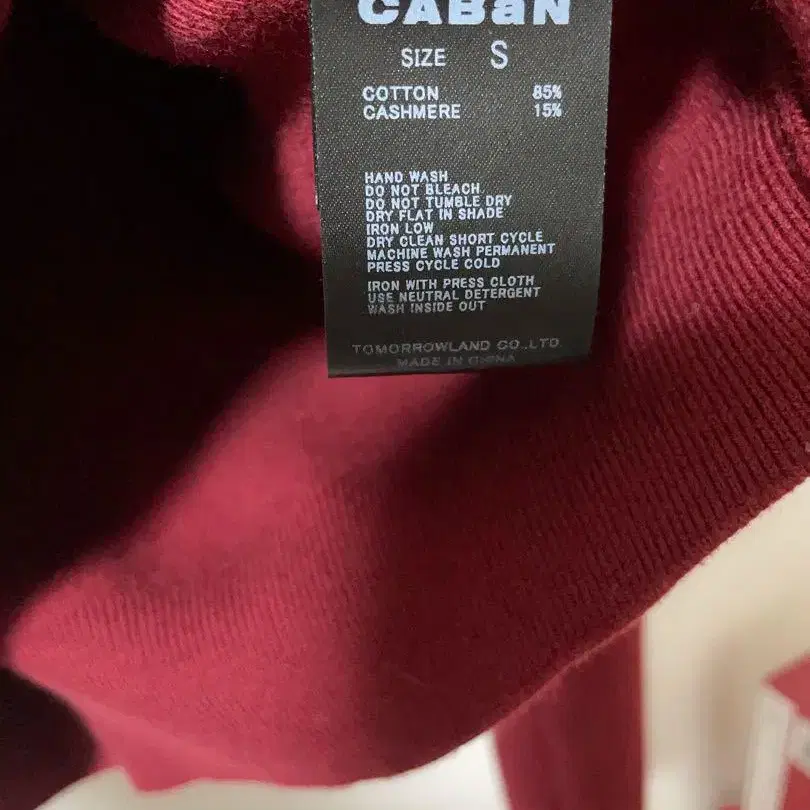 CABaN
SIZE S
COTTON 85%
CASHMERE 15%
HAND WASH
DO NOT BLEACH
DO NOT TUMBLE DRY
DRY FLAT IN SHADE
IRON LOW
DRY CLEAN SHORT CYCLE
MACHINE WASH PERMANENT
PRESS CYCLE COLD
IRON WITH PRESS CLOTH
USE NEUTRAL DETERGENT
WASH INSIDE OUT
TOMORROWLAND CO.,LTD.
MADE IN CHINA